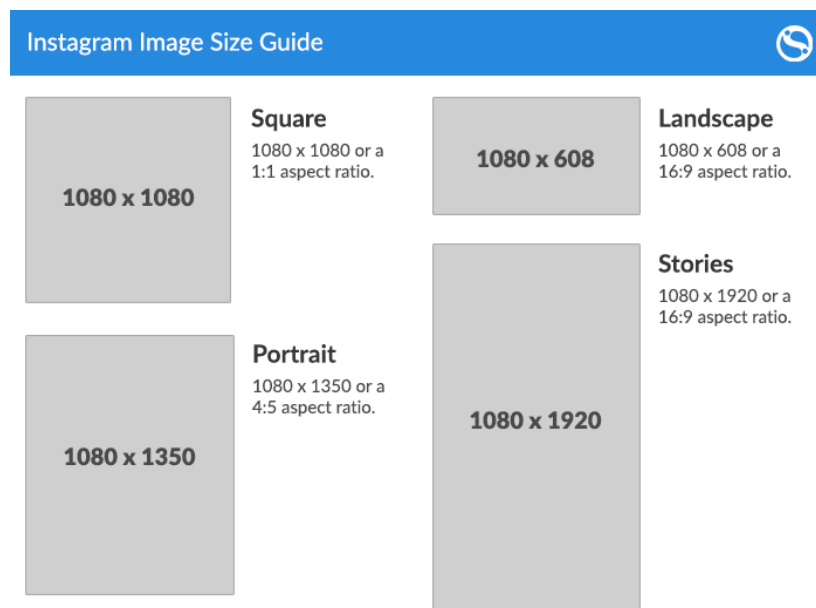 Instagram Image Size Guide
1080 x 1080
Square
1080 x 1080 or a
1:1 aspect ratio.
1080 x 608
Landscape
1080 x 608 or a
16:9 aspect ratio.
1080 x 1350
Portrait
1080 x 1350 or a
4:5 aspect ratio.
1080 x 1920
Stories
1080 x 1920 or a
16:9 aspect ratio.